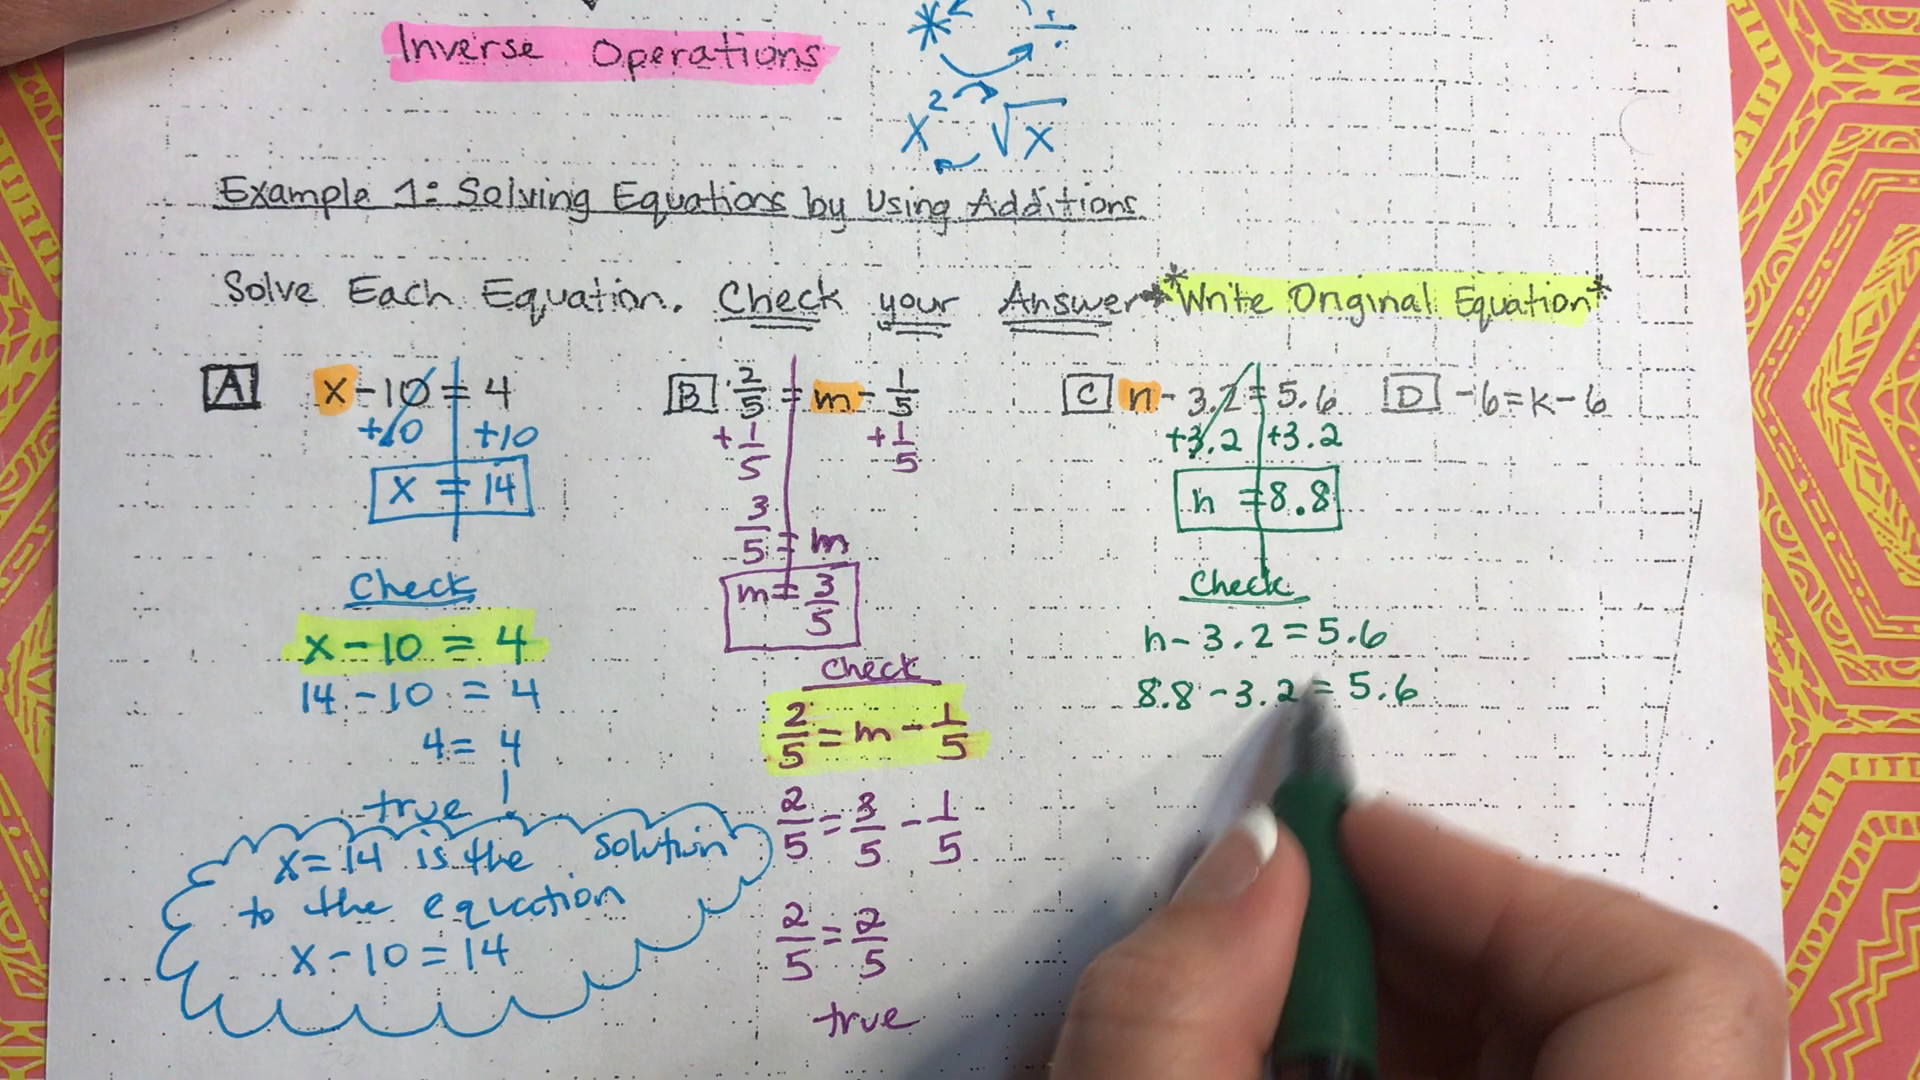 Inverse Operations
* ÷
x² √x
Example 1: Solving Equations by Using Additions
Solve Each Equation. Check your Answer → *Write Original Equation*
A x - 10 = 4
+10 +10
x = 14
Check
x - 10 = 4
14 - 10 = 4
4 = 4
true
x = 14 is the solution
to the equation
x - 10 = 14
B 2/5 = m - 1/5
+1/5 +1/5
3/5 = m
m = 3/5
Check
2/5 = m - 1/5
2/5 = 3/5 - 1/5
2/5 = 2/5
true
C n - 3.2 = 5.6
+3.2 +3.2
n = 8.8
Check
n - 3.2 = 5.6
8.8 - 3.2 = 5.6
D -6 = k - 6